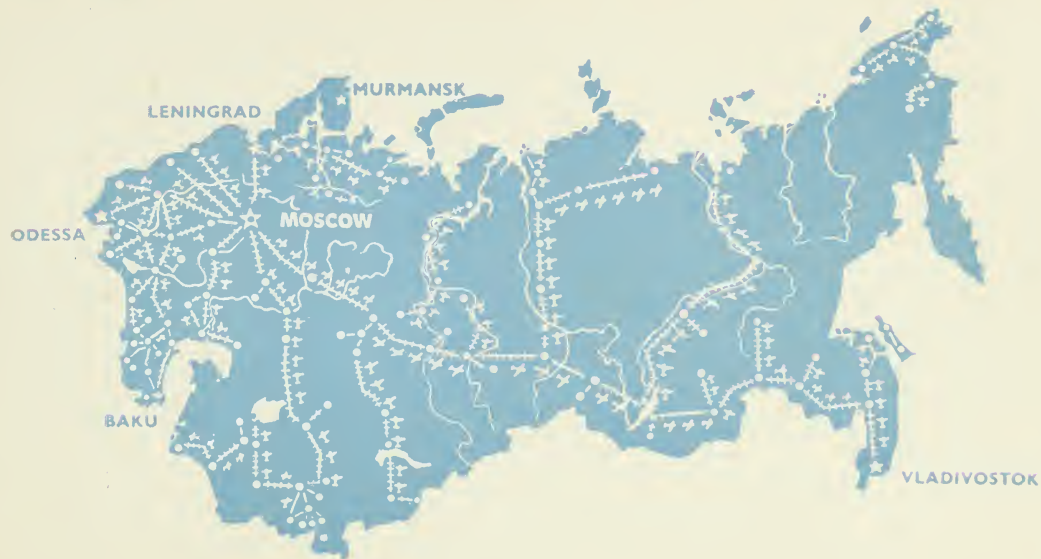 MURMANSK
LENINGRAD
MOSCOW
ODESSA
BAKU
VLADIVOSTOK